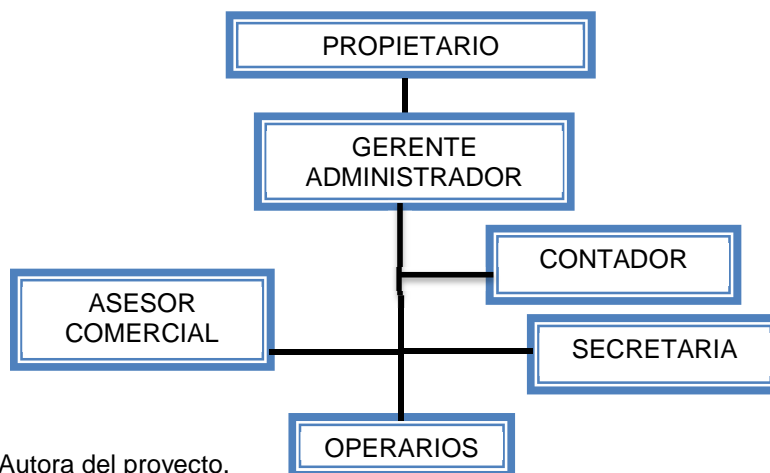 PROPIETARIO
GERENTE
ADMINISTRADOR
CONTADOR
ASESOR
COMERCIAL
SECRETARIA
OPERARIOS
Autora del proyecto.